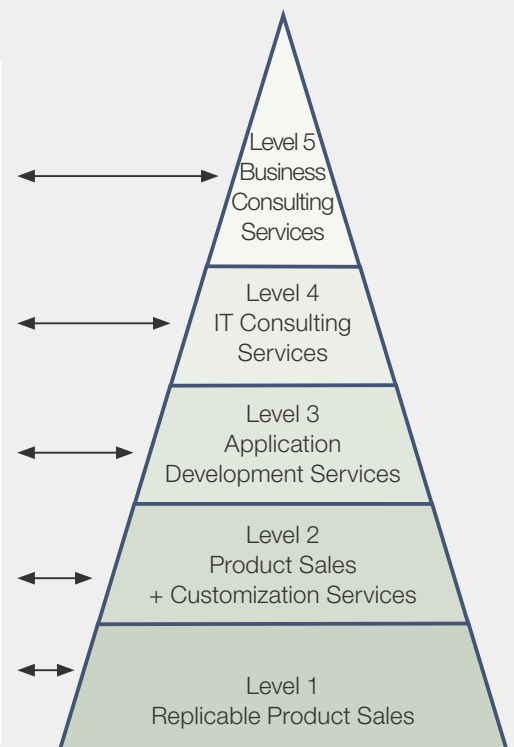 Level 5
Business
Consulting
Services
Level 4
IT Consulting
Services
Level 3
Application
Development Services
Level 2
Product Sales
+ Customization Services
Level 1
Replicable Product Sales